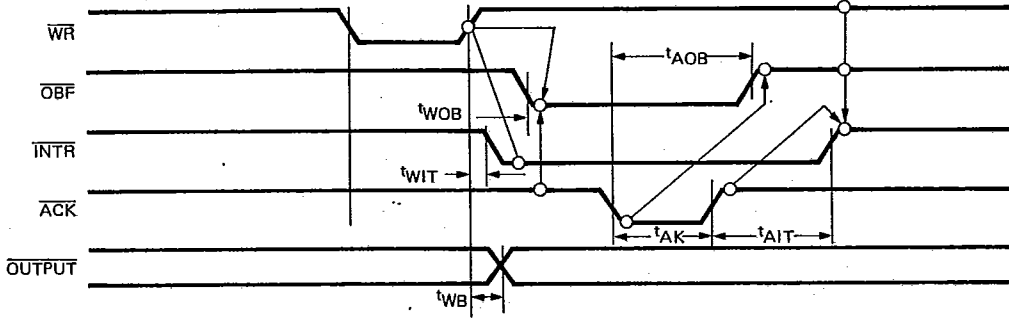 WR
tAOB
OBF
tWOB
INTR
tWIT
ACK
tAK
tAIT
OUTPUT
tWB